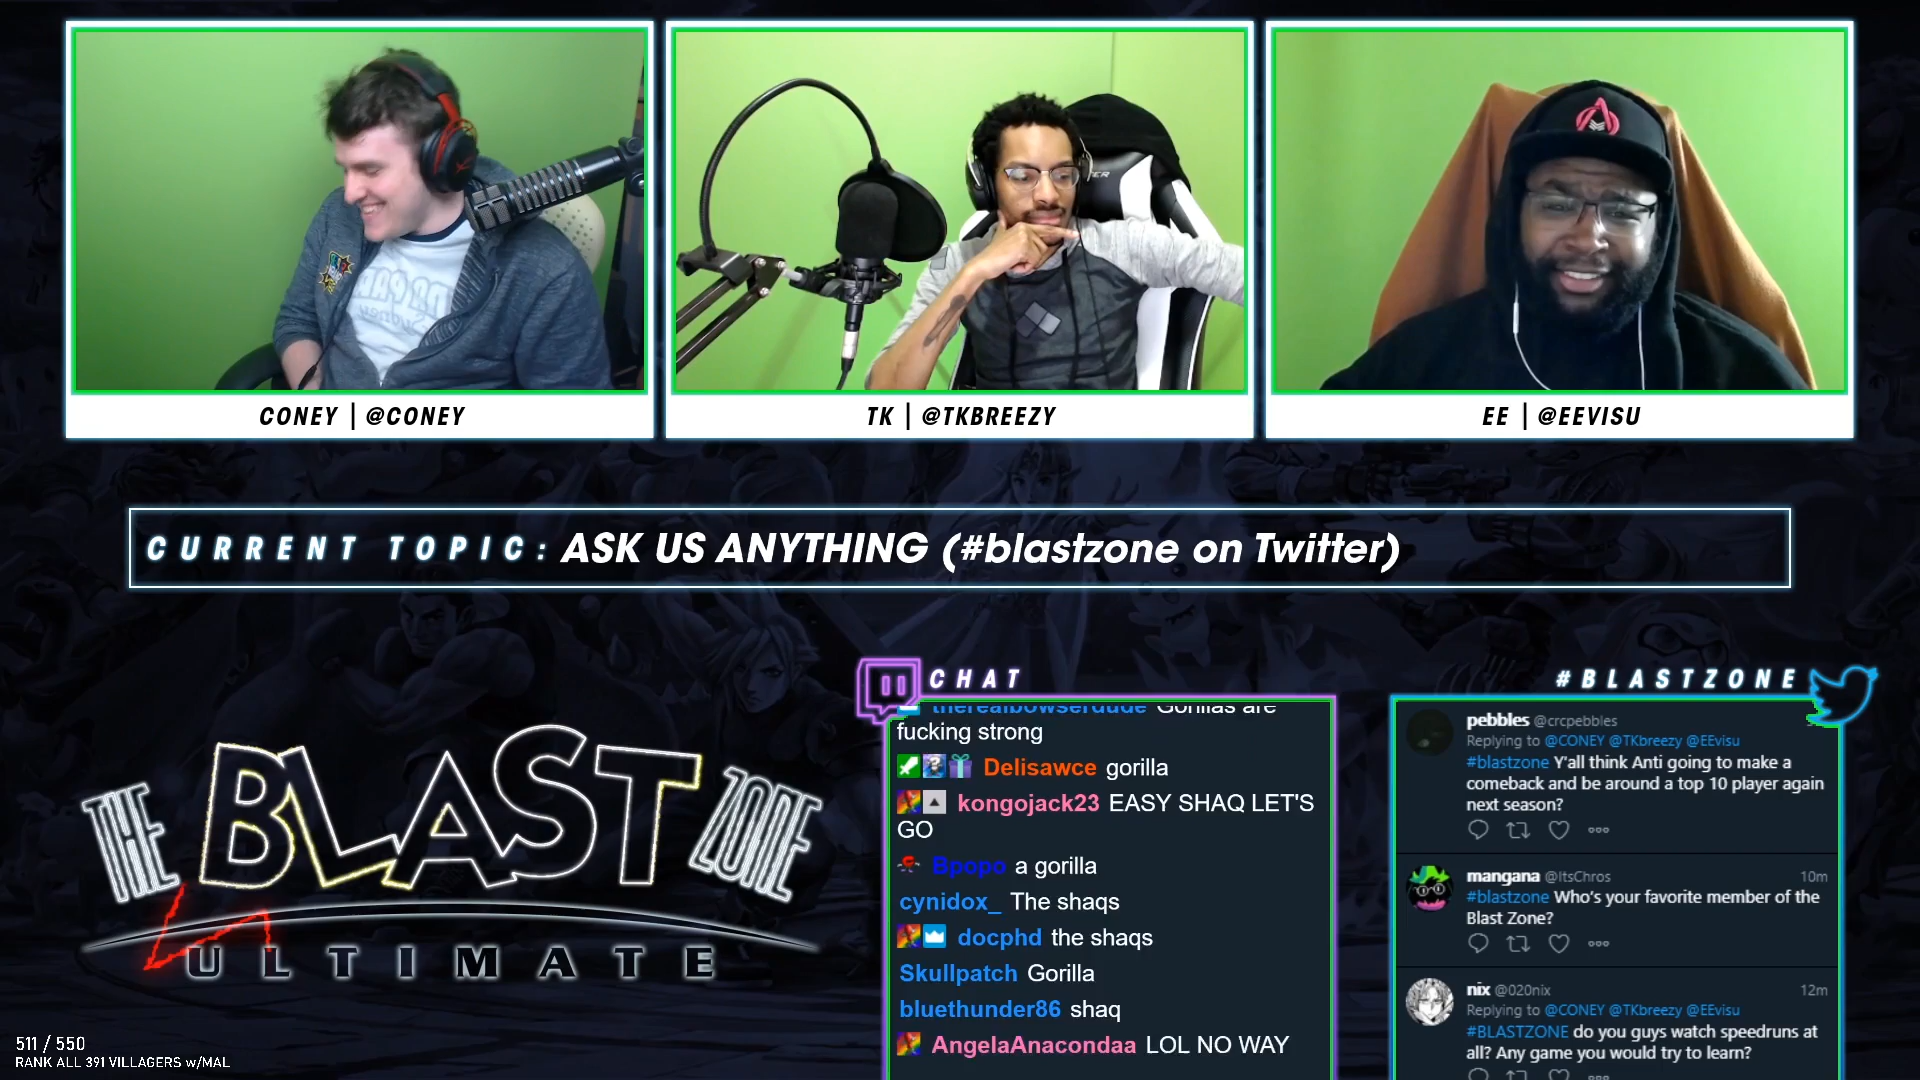 CONEY | @CONEY
TK | @TKBREEZY
EE | @EEVISU
CURRENT TOPIC: ASK US ANYTHING (#blastzone on Twitter)
THE BLAST ZONE
ULTIMATE
511 / 550
RANK ALL 391 VILLAGERS w/MAL
CHAT
therealbowserdude Gorillas are
fucking strong
Delisawce gorilla
kongojack23 EASY SHAQ LET'S
GO
Bpopo a gorilla
cynidox_ The shaqs
docphd the shaqs
Skullpatch Gorilla
bluethunder86 shaq
AngelaAnacondaa LOL NO WAY
#BLASTZONE
pebbles @crcpebbles
Replying to @CONEY @TKbreezy @EEvisu
#blastzone Y'all think Anti going to make a
comeback and be around a top 10 player again
next season?
mangana @ItsChros 10m
#blastzone Who's your favorite member of the
Blast Zone?
nix @020nix 12m
Replying to @CONEY @TKbreezy @EEvisu
#BLASTZONE do you guys watch speedruns at
all? Any game you would try to learn?